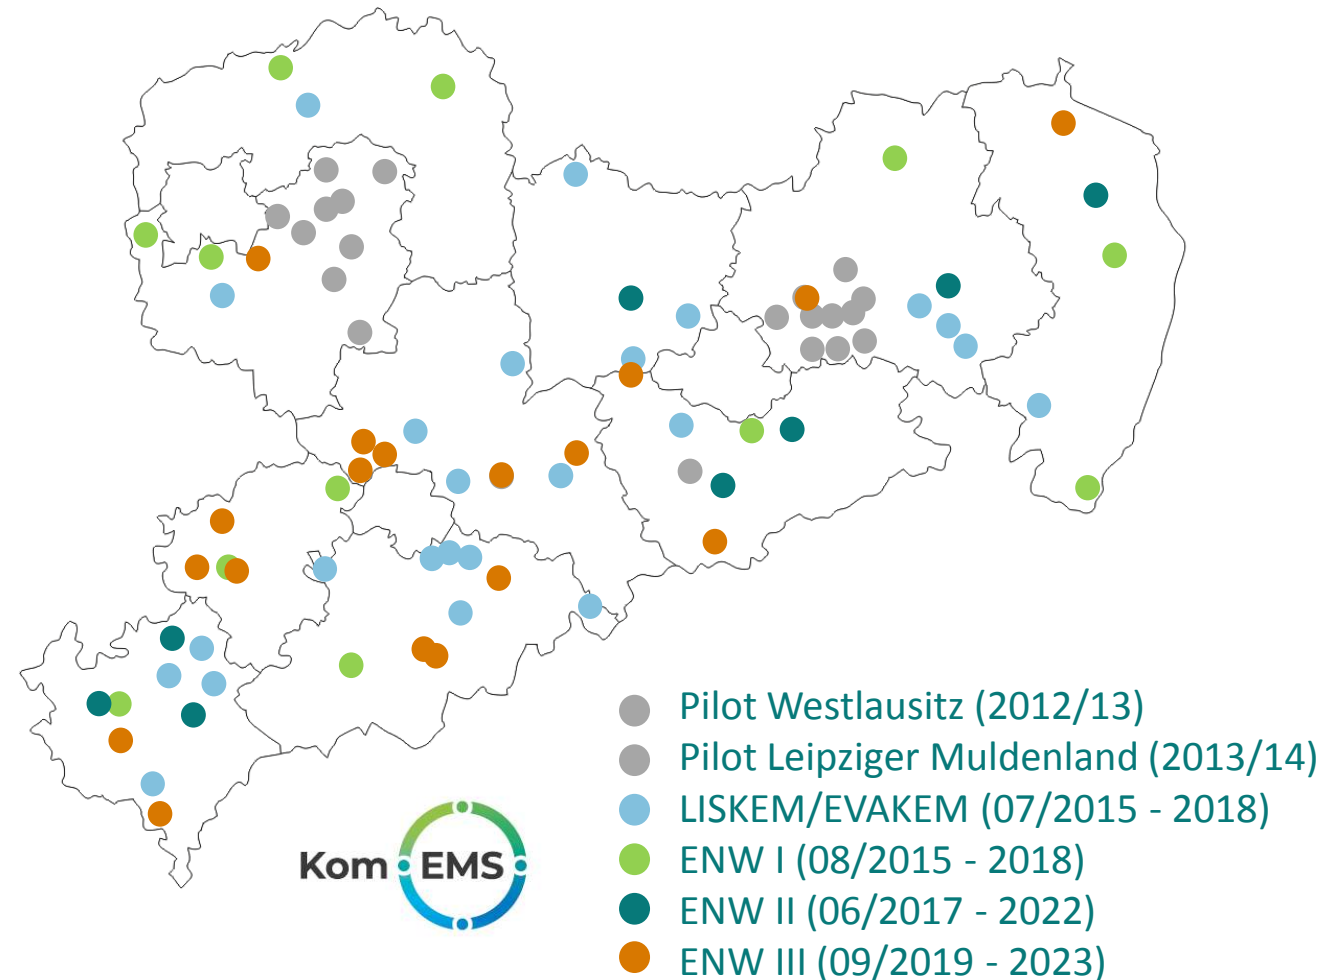 Pilot Westlausitz (2012/13)
Pilot Leipziger Muldenland (2013/14)
LISKEM/EVAKEM (07/2015 - 2018)
ENW I (08/2015 - 2018)
ENW II (06/2017 - 2022)
ENW III (09/2019 - 2023)
Kom EMS